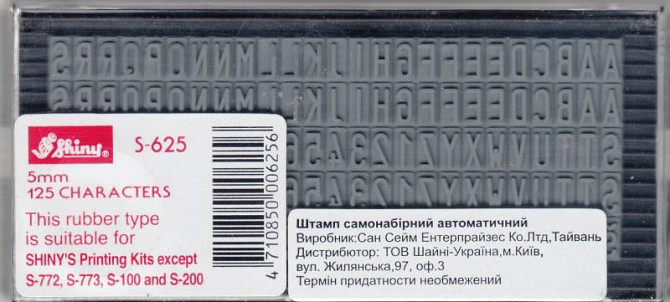 Shiny S-625
5mm
125 CHARACTERS
This rubber type
is suitable for
SHINY'S Printing Kits except
S-772, S-773, S-100 and S-200
4 710850 006256
Штамп самонабірний автоматичний
Виробник:Сан Сейм Ентерпрайзес Ко.Лтд,Тайвань
Дистрибютор: ТОВ Шайні-Україна,м.Київ,
вул. Жилянська,97, оф.3
Термін придатности необмежений